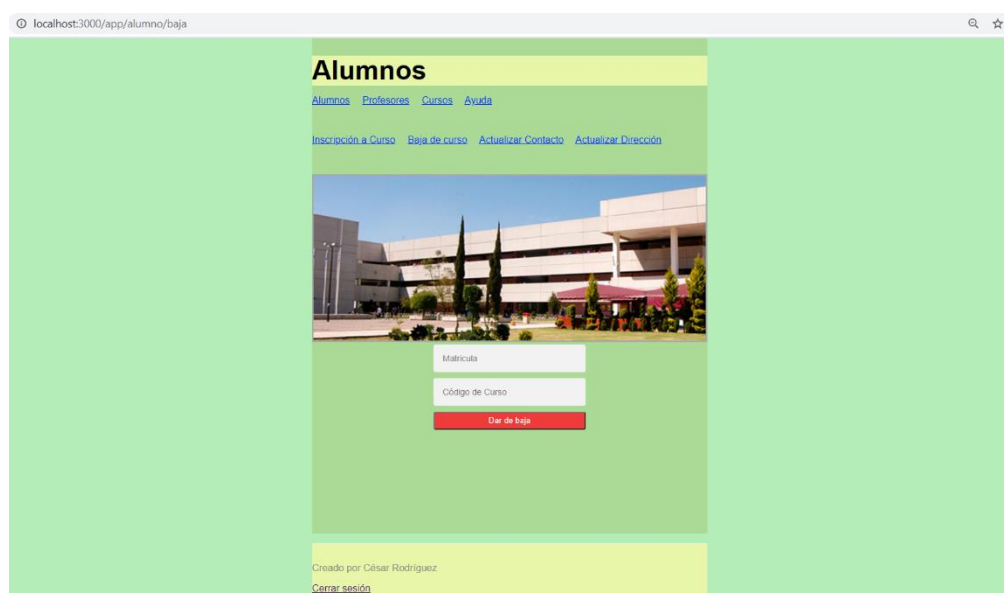 localhost:3000/app/alumno/baja
Alumnos
Alumnos Profesores Cursos Ayuda
Inscripción a Curso Baja de curso Actualizar Contacto Actualizar Dirección
Matricula
Código de Curso
Dar de baja
Creado por César Rodríguez
Cerrar sesión